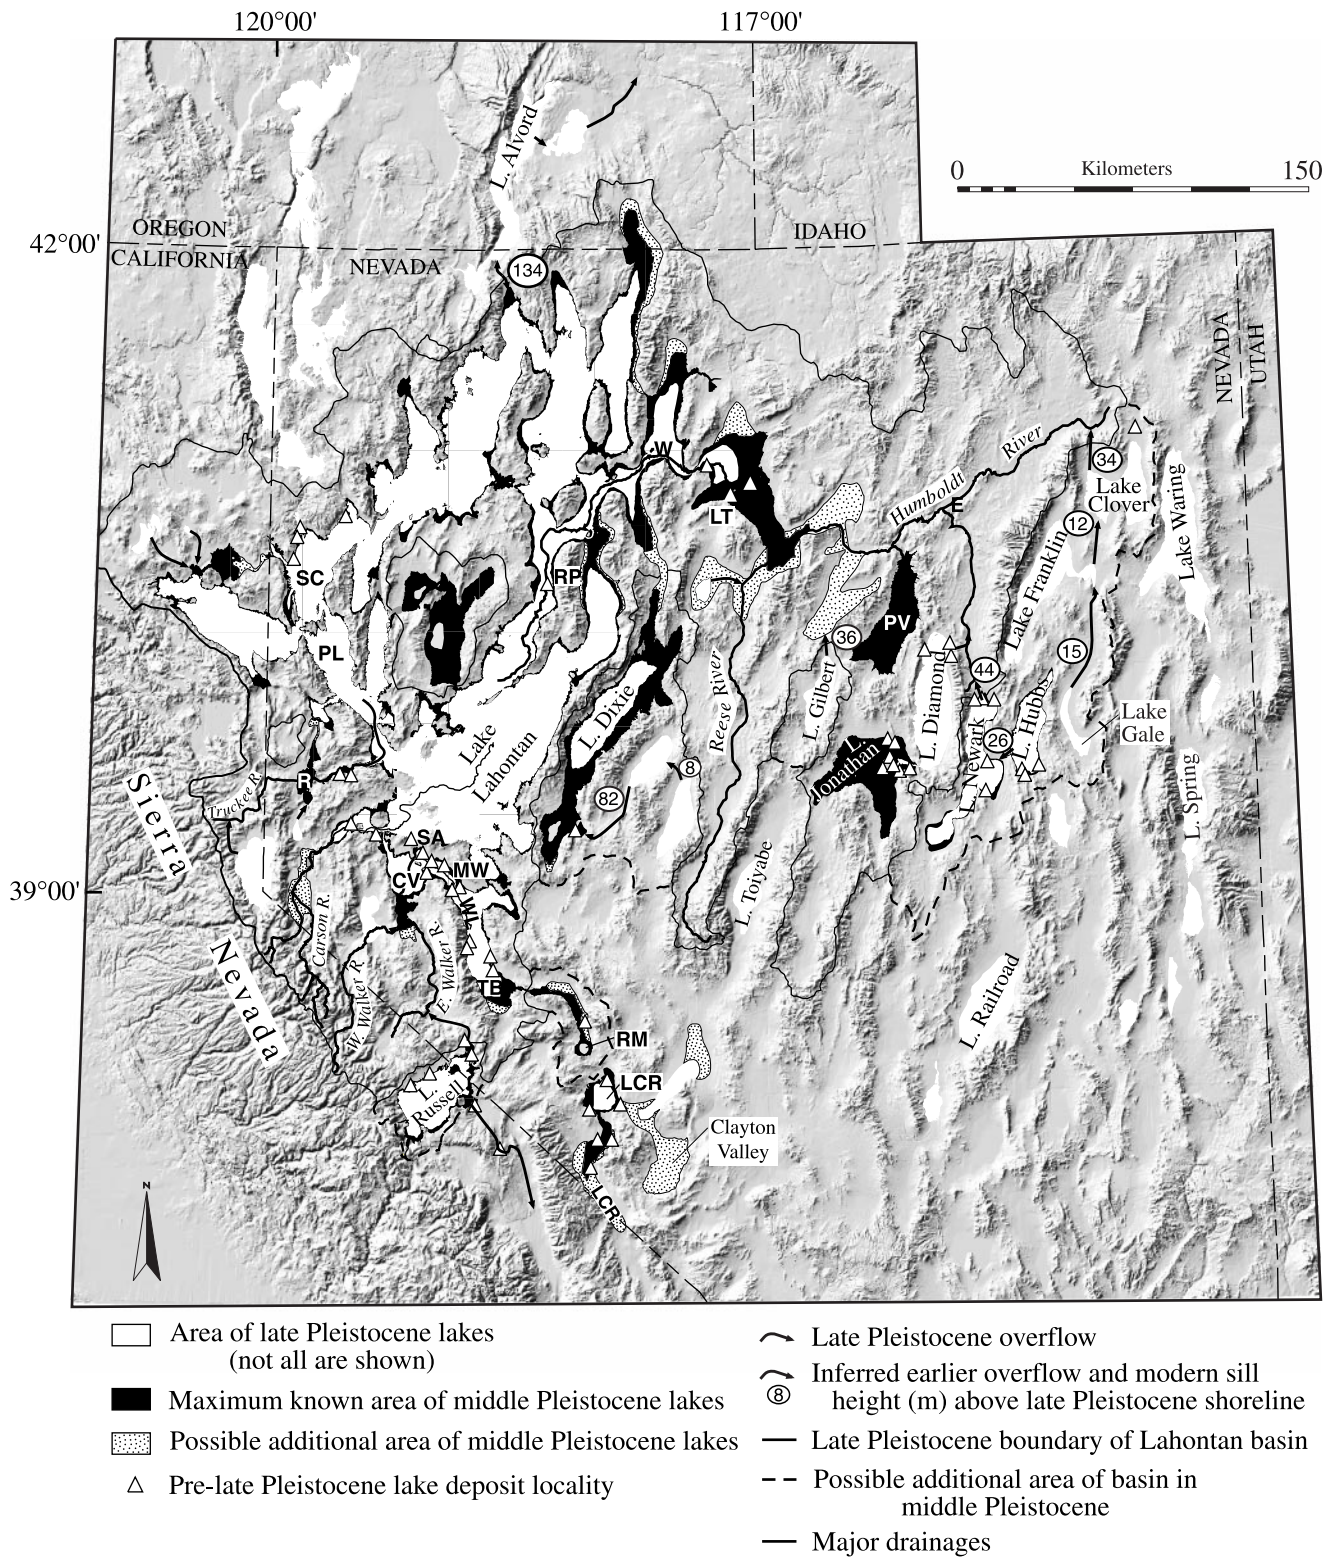 120°00'
117°00'
L. Alvord
0
Kilometers
150
OREGON
42°00'
CALIFORNIA
NEVADA
IDAHO
134
NEVADA
UTAH
W
Humboldt
River
34
Lake
Clover
Lake Waring
E
LT
12
SC
RP
Lake Franklin
PV
36
PL
15
44
Reese River
L. Gilbert
L. Diamond
L. Dixie
L. Hubbs
Lake
Gale
Lake
Lahontan
L. Newark
26
L.
Jonathan
8
R
Truckee R.
82
L. Spring
Sierra
SA
MW
CV
39°00'
L. Toiyabe
WL
Carson R.
E. Walker R.
W. Walker R.
Nevada
TB
L. Railroad
RM
LCR
L.
Russell
Clayton
Valley
LCR
N
Area of late Pleistocene lakes
(not all are shown)
Maximum known area of middle Pleistocene lakes
Possible additional area of middle Pleistocene lakes
Pre-late Pleistocene lake deposit locality
Late Pleistocene overflow
Inferred earlier overflow and modern sill
8
height (m) above late Pleistocene shoreline
Late Pleistocene boundary of Lahontan basin
Possible additional area of basin in
middle Pleistocene
Major drainages